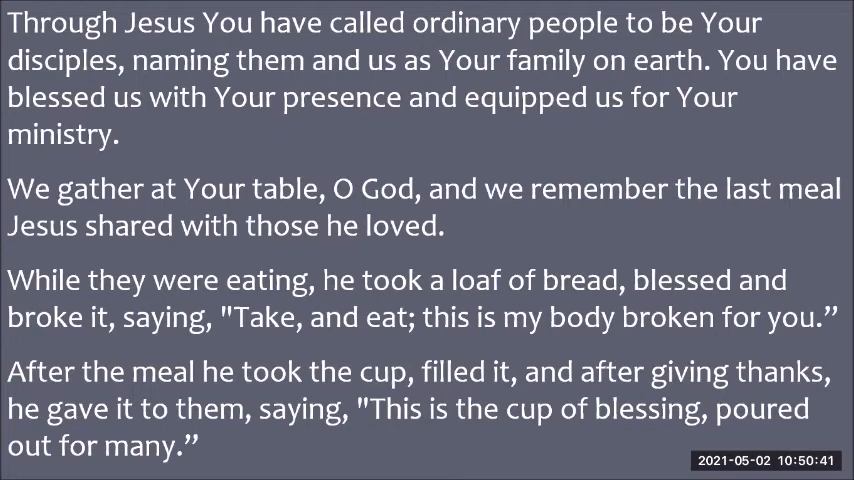 Through Jesus You have called ordinary people to be Your
disciples, naming them and us as Your family on earth. You have
blessed us with Your presence and equipped us for Your
ministry.
We gather at Your table, O God, and we remember the last meal
Jesus shared with those he loved.
While they were eating, he took a loaf of bread, blessed and
broke it, saying, "Take, and eat; this is my body broken for you.”
After the meal he took the cup, filled it, and after giving thanks,
he gave it to them, saying, "This is the cup of blessing, poured
out for many.”
2021-05-02 10:50:41